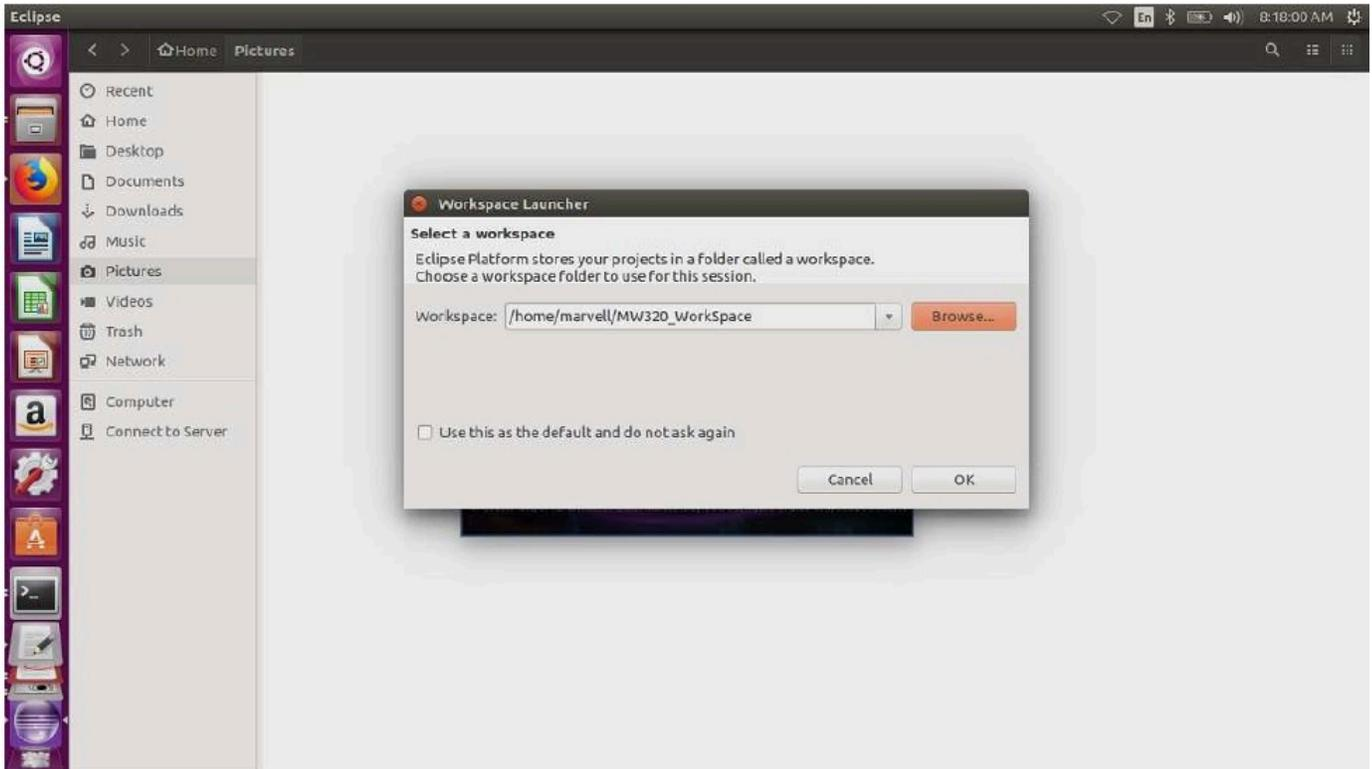 Eclipse
En
8:18:00 AM
Home Pictures
Recent
Home
Desktop
Documents
Downloads
Music
Pictures
Videos
Trash
Network
Computer
Connect to Server
Workspace Launcher
Select a workspace
Eclipse Platform stores your projects in a folder called a workspace.
Choose a workspace folder to use for this session.
Workspace: /home/marvell/MW320_WorkSpace Browse...
Use this as the default and do not ask again
Cancel OK